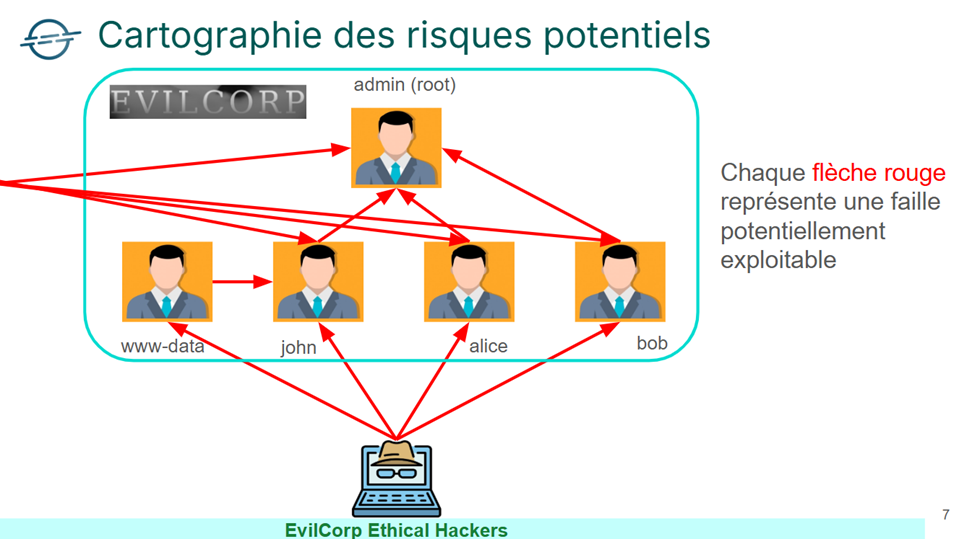 Cartographie des risques potentiels
admin (root)
EVILCORP
Chaque flèche rouge
représente une faille
potentiellement
exploitable
www-data
john
alice
bob
EvilCorp Ethical Hackers
7